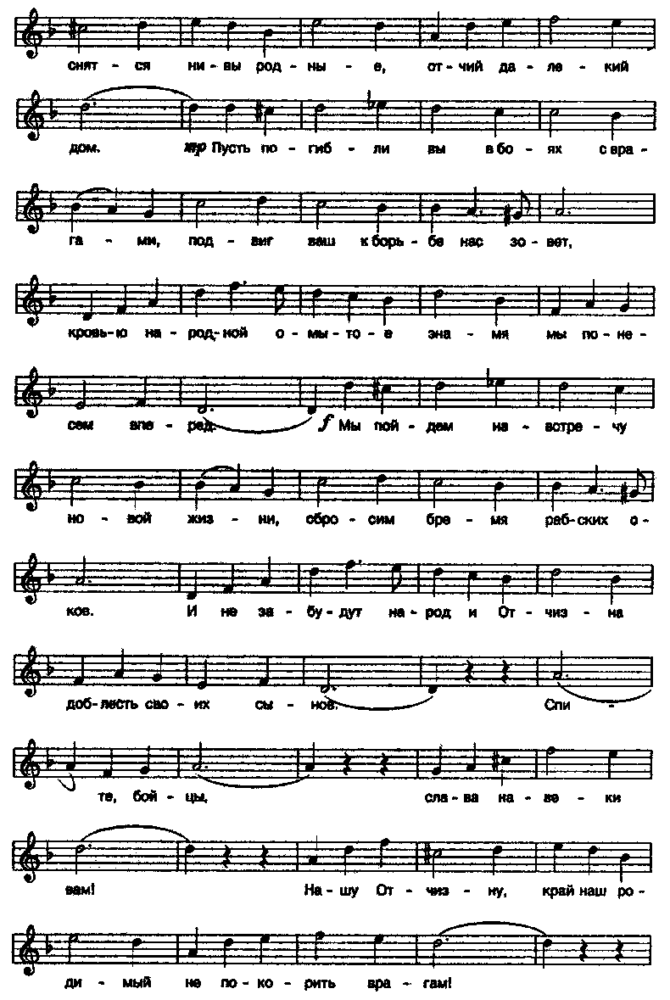 снят - ся ни - вы род - ны - е, от - чий да - ле - кий
дом. mp Пусть по - гиб - ли вы в бо - ях с вра -
га - ми, под - виг ваш к борь - бе нас зо - вет,
кровь-ю на - род-ной о - мы - то - е зна - мя мы по - не -
сем впе - ред. f Мы пой - дем на - встре - чу
но - вой жиз - ни, сбро - сим бре - мя раб-ских о -
ков. И не за - бу - дут на - род и От - чиз - на
доб-лесть сво - их сы - нов. Спи -
те, бой - цы, сла - ва на - ве - ки
вам! На - шу От - чиз - ну, край наш ро -
ди - мый не по - ко - рить вра - гам!